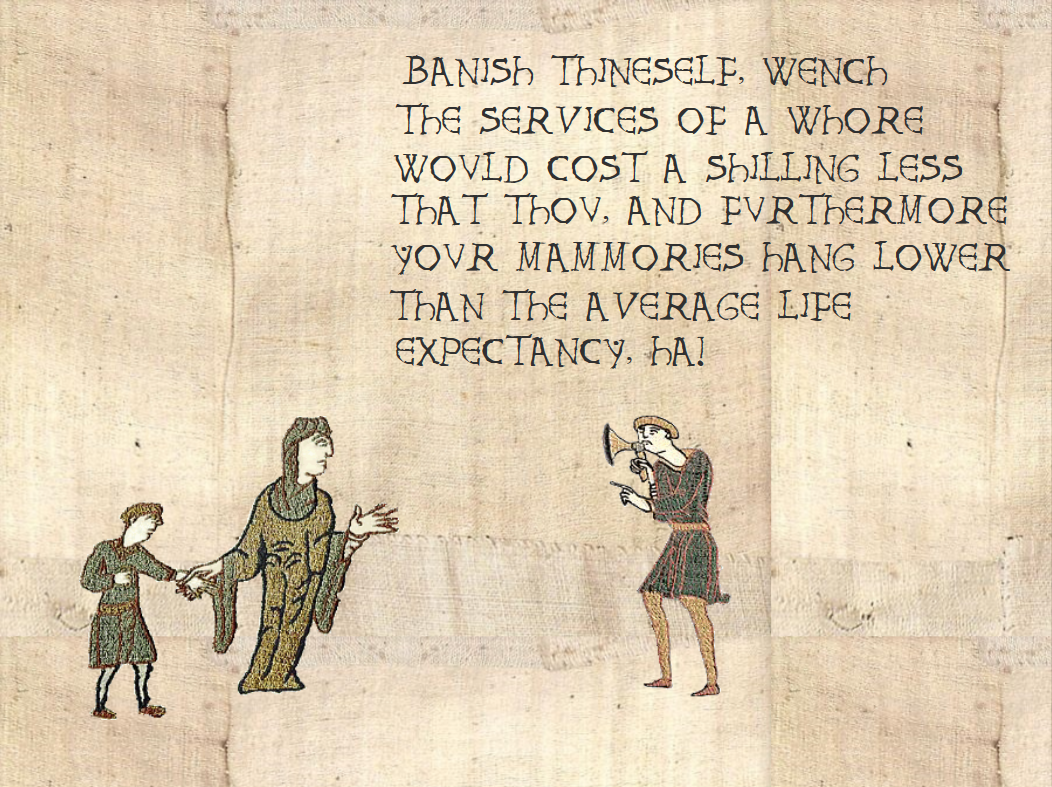 BANISH THINESELF, WENCH
THE SERVICES OF A WHORE
WOVLD COST A SHILLING LESS
THAT THOV, AND FVRTHERMORE
YOVR MAMMORIES HANG LOWER
THAN THE AVERAGE LIFE
EXPECTANCY, HA!